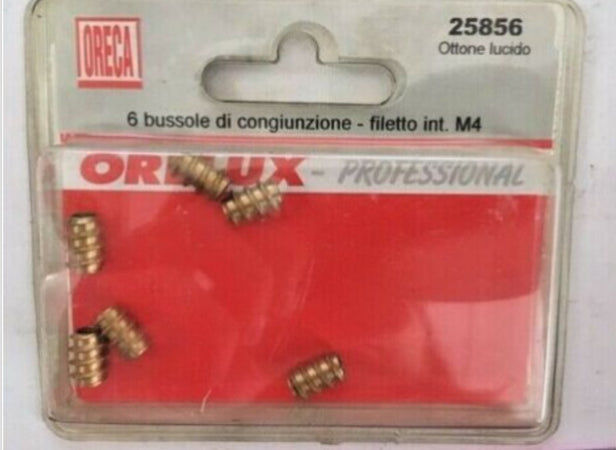 ORECA
25856
Ottone lucido
6 bussole di congiunzione - filetto int. M4
- PROFESSIONAL